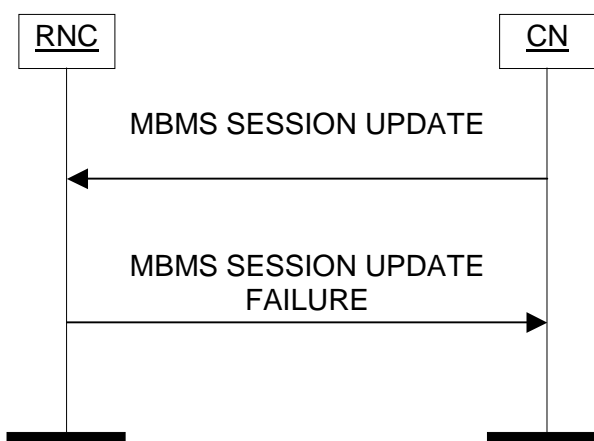 RNC
CN
MBMS SESSION UPDATE
MBMS SESSION UPDATE
FAILURE